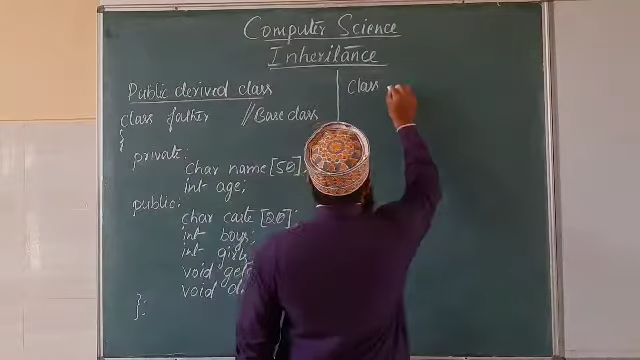 Computer Science
Inheritance
Public derived class
class father //Base class
{
private:
char name[50];
int age;
public:
char caste[20];
int boys;
int girls
void get
void d
};
Class